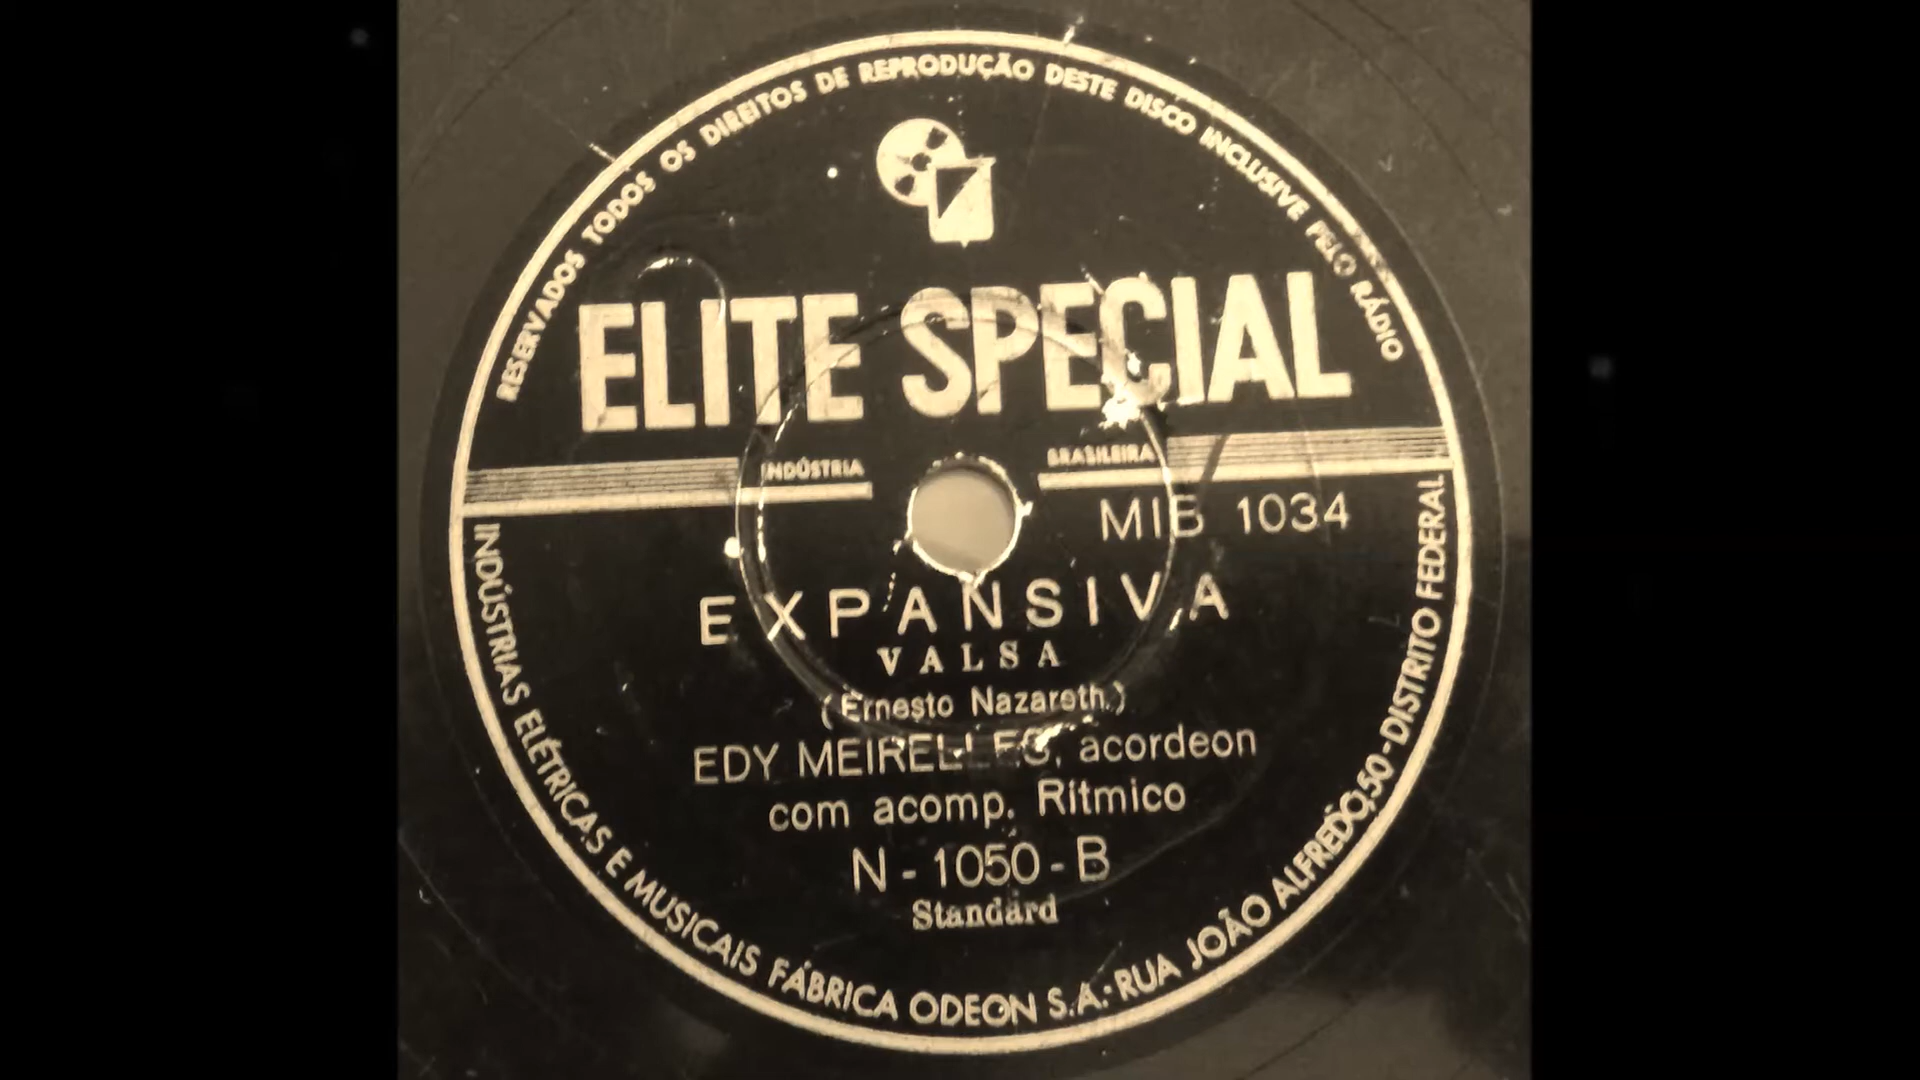 RESERVADOS TODOS OS DIREITOS DE REPRODUÇÃO DESTE DISCO INCLUSIVE PELO RÁDIO
ELITE SPECIAL
INDÚSTRIA BRASILEIRA
MIB 1034
EXPANSIVA
VALSA
(Ernesto Nazareth.)
EDY MEIRELLES, acordeon
com acomp. Ritmico
N-1050-B
Standard
INDÚSTRIAS ELÉTRICAS E MUSICAIS FÁBRICA ODEON S.A.-RUA JOÃO ALFREDO,50-DISTRITO FEDERAL